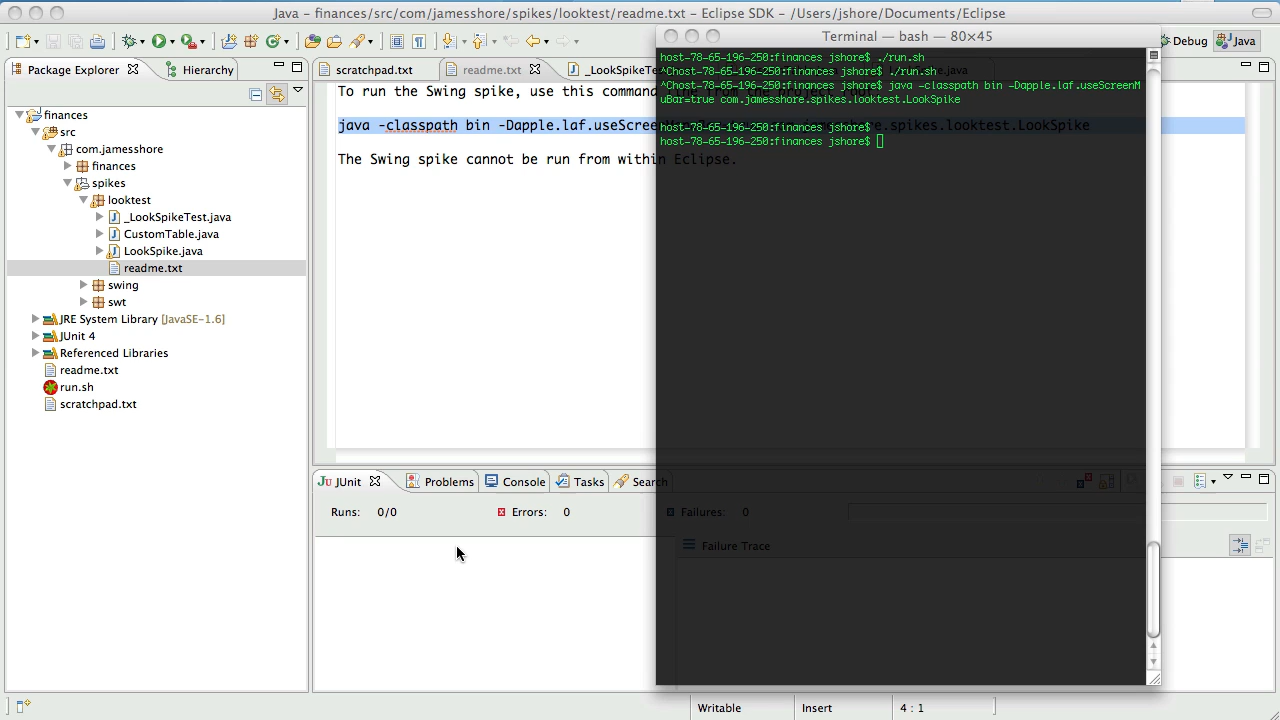 Java – finances/src/com/jamesshore/spikes/looktest/readme.txt – Eclipse SDK – /Users/jshore/Documents/Eclipse
Terminal — bash — 80×45
Debug
Java
Package Explorer
Hierarchy
scratchpad.txt
readme.txt
_LookSpikeTe
.java
finances
src
com.jamesshore
finances
spikes
looktest
_LookSpikeTest.java
CustomTable.java
LookSpike.java
readme.txt
swing
swt
JRE System Library [JavaSE-1.6]
JUnit 4
Referenced Libraries
readme.txt
run.sh
scratchpad.txt
To run the Swing spike, use this command
java -classpath bin -Dapple.laf.useScreenM
.spikes.looktest.LookSpike
The Swing spike cannot be run from within Eclipse.
host-78-65-196-250:finances jshore$ ./run.sh
^Chost-78-65-196-250:finances jshore$ ./run.sh
^Chost-78-65-196-250:finances jshore$ java -classpath bin -Dapple.laf.useScreenM
uBar=true com.jamesshore.spikes.looktest.LookSpike
host-78-65-196-250:finances jshore$
host-78-65-196-250:finances jshore$
JUnit
Problems
Console
Tasks
Search
Runs: 0/0
Errors: 0
Failures: 0
Failure Trace
Writable
Insert
4 : 1